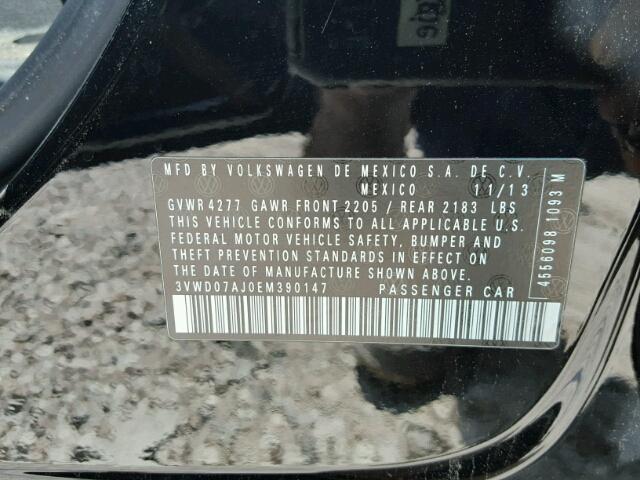 MFD BY VOLKSWAGEN DE MEXICO S.A. DE C.V.
MEXICO 11/13
GVWR 4277 GAWR FRONT 2205 / REAR 2183 LBS
THIS VEHICLE CONFORMS TO ALL APPLICABLE U.S.
FEDERAL MOTOR VEHICLE SAFETY, BUMPER AND
THEFT PREVENTION STANDARDS IN EFFECT ON
THE DATE OF MANUFACTURE SHOWN ABOVE.
3VWD07AJ0EM390147 PASSENGER CAR
4556098 1093 M